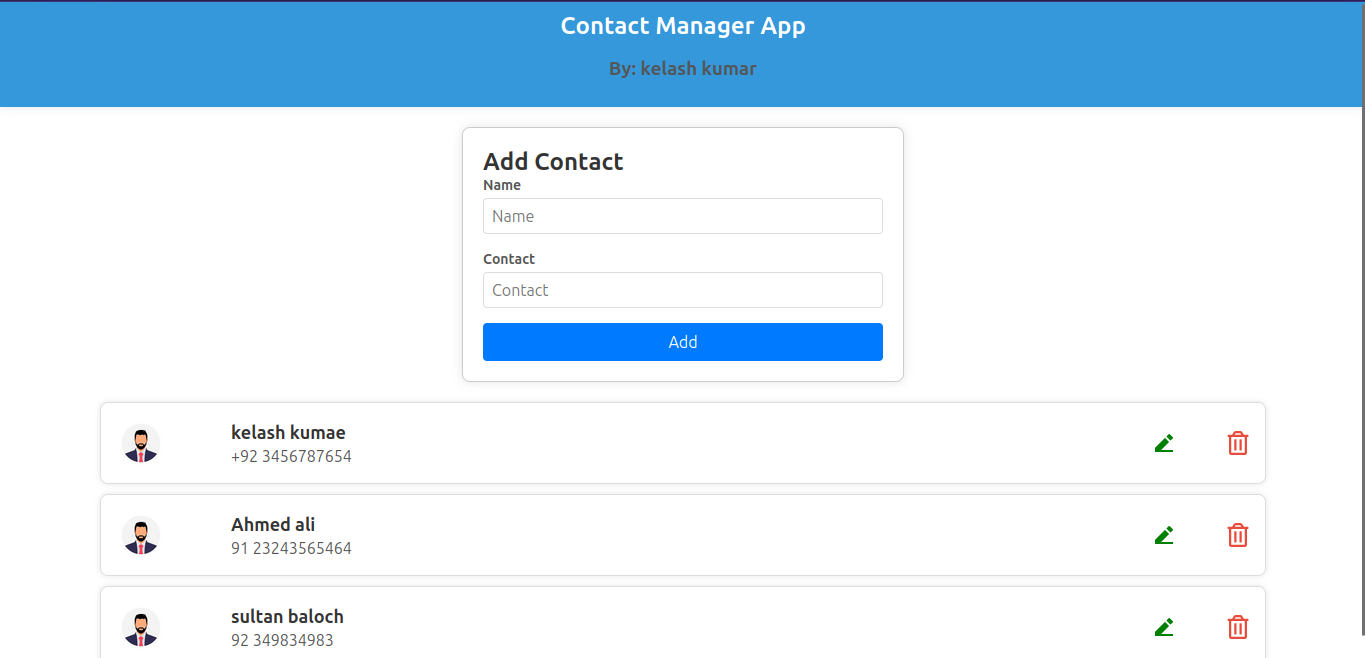 Contact Manager App
By: kelash kumar
Add Contact
Name
Name
Contact
Contact
Add
kelash kumae
+92 3456787654
Ahmed ali
91 23243565464
sultan baloch
92 349834983